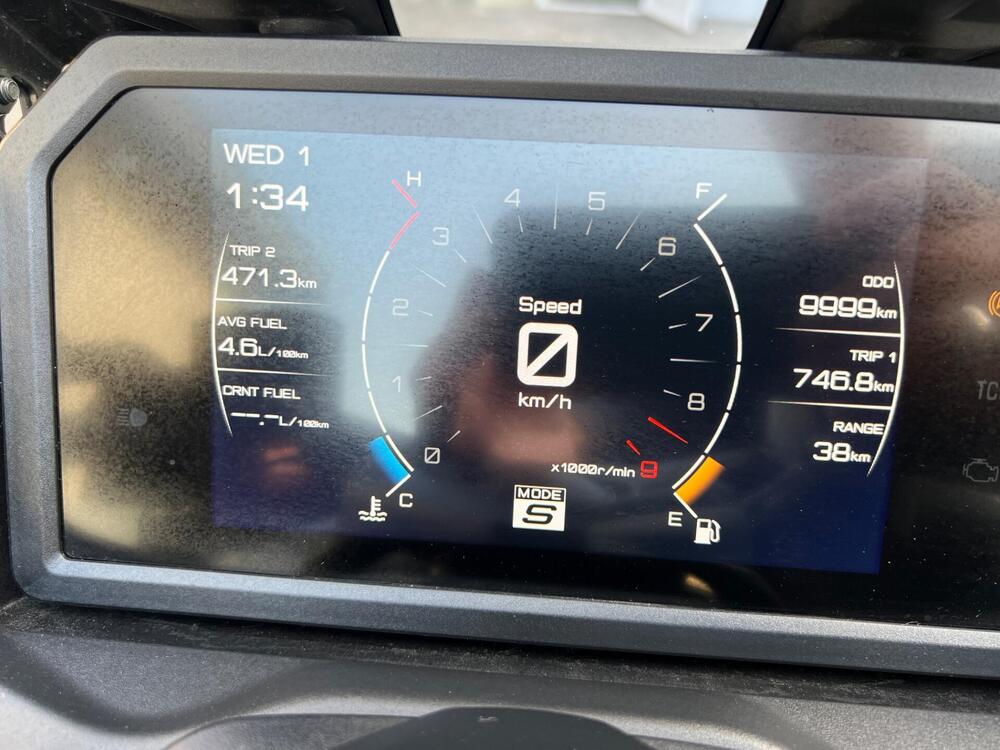 WED 1
1:34
TRIP 2
471.3km
AVG FUEL
4.6L/100km
CRNT FUEL
--.-L/100km
H
C
0
1
2
3
4
5
6
7
8
9
x1000r/min
Speed
0
km/h
MODE
S
F
E
ODO
9999km
TRIP 1
746.8km
RANGE
38km
TC